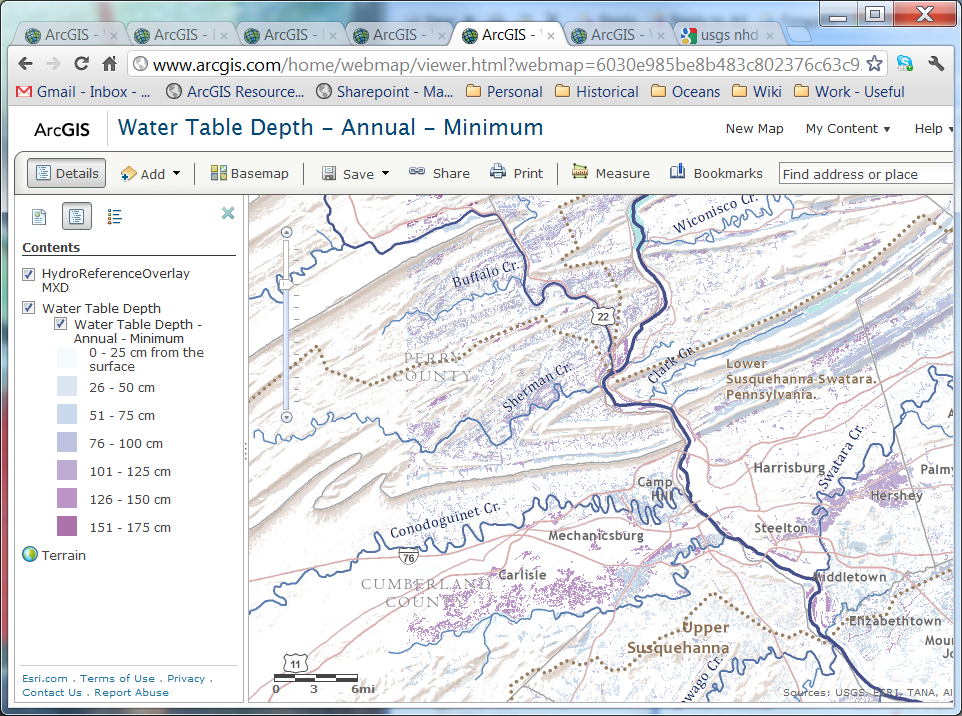 ArcGIS -
ArcGIS -
ArcGIS -
ArcGIS -
ArcGIS -
ArcGIS -
usgs nhd
www.arcgis.com/home/webmap/viewer.html?webmap=6030e985be8b483c802376c63c9
Gmail - Inbox - ...
ArcGIS Resource...
Sharepoint - Ma...
Personal
Historical
Oceans
Wiki
Work - Useful
ArcGIS
Water Table Depth - Annual - Minimum
New Map
My Content
Help
Details
Add
Basemap
Save
Share
Print
Measure
Bookmarks
Find address or place
Contents
HydroReferenceOverlay
MXD
Water Table Depth
Water Table Depth -
Annual - Minimum
0 - 25 cm from the
surface
26 - 50 cm
51 - 75 cm
76 - 100 cm
101 - 125 cm
126 - 150 cm
151 - 175 cm
Terrain
Esri.com . Terms of Use . Privacy .
Contact Us . Report Abuse
Wiconisco Cr.
Buffalo Cr.
22
PERRY
COUNTY
Clark Cr.
Sherman Cr.
Lower
Susquehanna-Swatara.
Pennsylvania.
Swatara Cr.
Harrisburg
Palmy
Camp
Hill
Hershey
Conodoguinet Cr.
Mechanicsburg
Steelton
76
Carlisle
CUMBERLAND
COUNTY
Middletown
Elizabethtown
Upper
Susquehanna
Moun
Jo
11
0 3 6mi
owago Cr.
Sources: USGS, ESRI, TANA, A